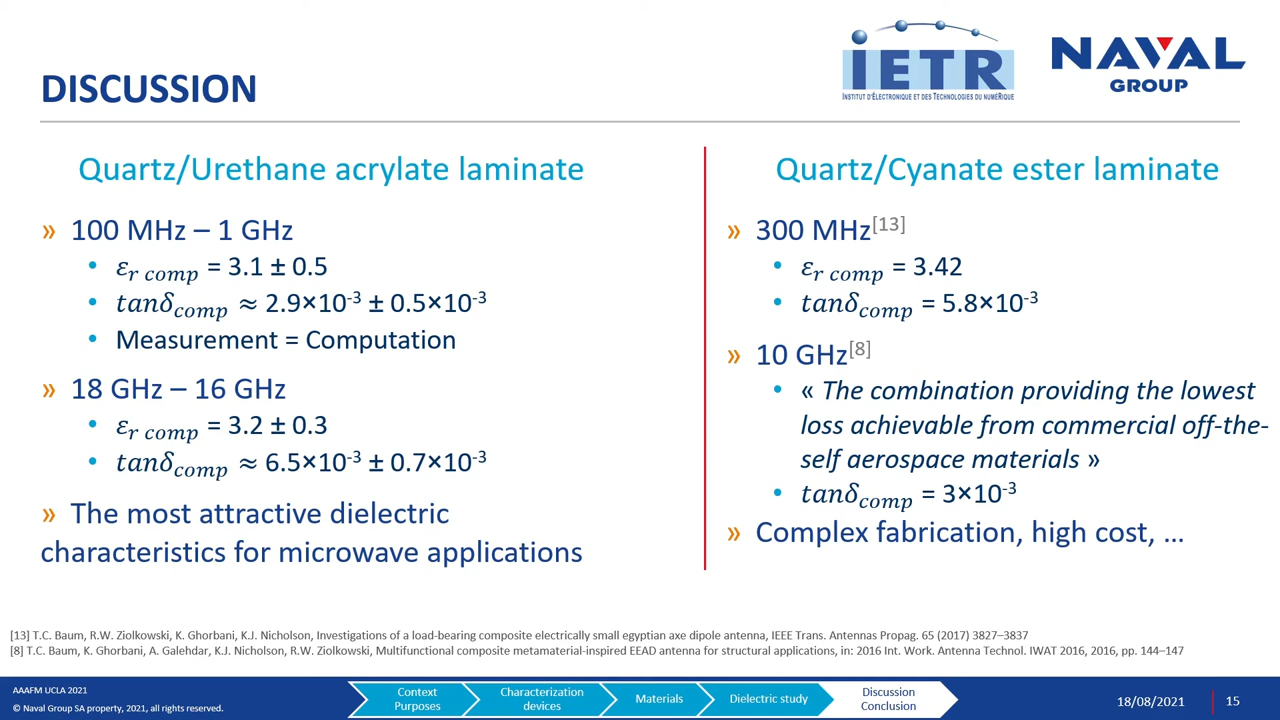 IETR
INSTITUT D'ÉLECTRONIQUE ET DES TECHNOLOGIES DU NUMÉRIQUE
NAVAL
GROUP
DISCUSSION
Quartz/Urethane acrylate laminate
» 100 MHz – 1 GHz
• 𝜀𝑟 𝑐𝑜𝑚𝑝 = 3.1 ± 0.5
• 𝑡𝑎𝑛𝛿𝑐𝑜𝑚𝑝 ≈ 2.9×10-3 ± 0.5×10-3
• Measurement = Computation
» 18 GHz – 16 GHz
• 𝜀𝑟 𝑐𝑜𝑚𝑝 = 3.2 ± 0.3
• 𝑡𝑎𝑛𝛿𝑐𝑜𝑚𝑝 ≈ 6.5×10-3 ± 0.7×10-3
» The most attractive dielectric
characteristics for microwave applications
Quartz/Cyanate ester laminate
» 300 MHz[13]
• 𝜀𝑟 𝑐𝑜𝑚𝑝 = 3.42
• 𝑡𝑎𝑛𝛿𝑐𝑜𝑚𝑝 = 5.8×10-3
» 10 GHz[8]
• « The combination providing the lowest
loss achievable from commercial off-the-
self aerospace materials »
• 𝑡𝑎𝑛𝛿𝑐𝑜𝑚𝑝 = 3×10-3
» Complex fabrication, high cost, …
[13] T.C. Baum, R.W. Ziolkowski, K. Ghorbani, K.J. Nicholson, Investigations of a load-bearing composite electrically small egyptian axe dipole antenna, IEEE Trans. Antennas Propag. 65 (2017) 3827–3837
[8] T.C. Baum, K. Ghorbani, A. Galehdar, K.J. Nicholson, R.W. Ziolkowski, Multifunctional composite metamaterial-inspired EEAD antenna for structural applications, in: 2016 Int. Work. Antenna Technol. IWAT 2016, 2016, pp. 144–147
AAAFM UCLA 2021
© Naval Group SA property, 2021, all rights reserved.
Context
Purposes
Characterization
devices
Materials
Dielectric study
Discussion
Conclusion
18/08/2021
15